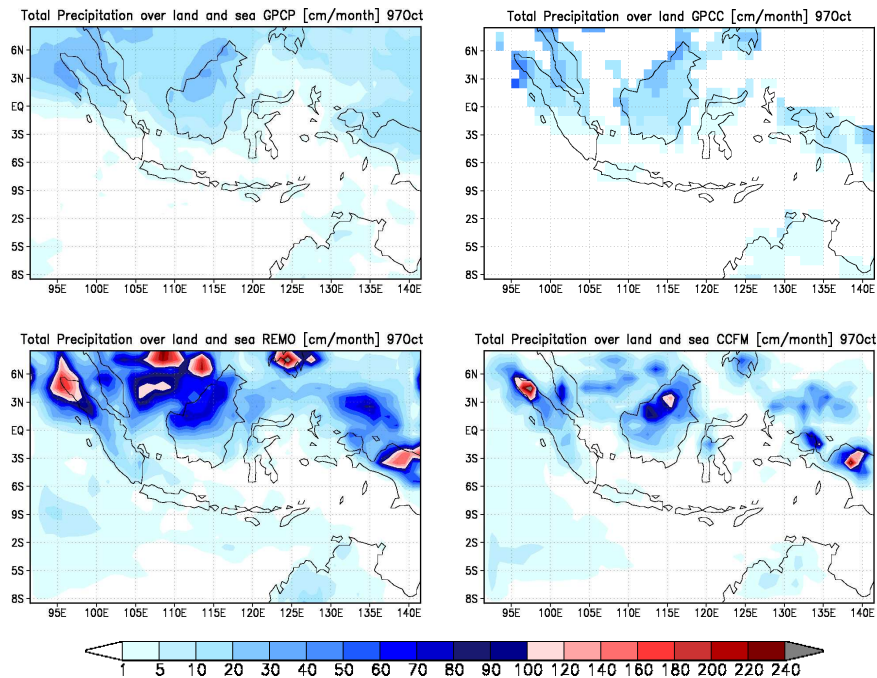 Total Precipitation over land and sea GPCP [cm/month] 97Oct
6N
3N
EQ
3S
6S
9S
2S
5S
8S
95E 100E 105E 110E 115E 120E 125E 130E 135E 140E
Total Precipitation over land GPCC [cm/month] 97Oct
6N
3N
EQ
3S
6S
9S
2S
5S
8S
95E 100E 105E 110E 115E 120E 125E 130E 135E 140E
Total Precipitation over land and sea REMO [cm/month] 97Oct
6N
3N
EQ
3S
6S
9S
2S
5S
8S
95E 100E 105E 110E 115E 120E 125E 130E 135E 140E
Total Precipitation over land and sea CCFM [cm/month] 97Oct
6N
3N
EQ
3S
6S
9S
2S
5S
8S
95E 100E 105E 110E 115E 120E 125E 130E 135E 140E
1 5 10 20 30 40 50 60 70 80 90 100 120 140 160 180 200 220 240